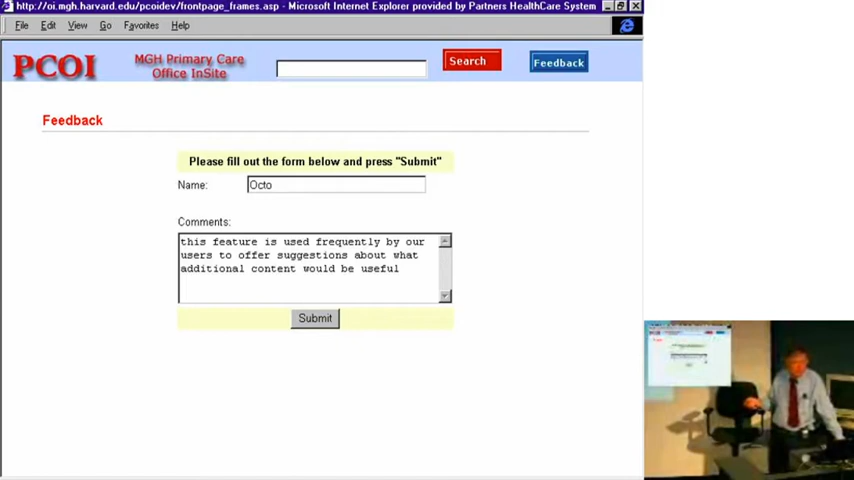 http://oi.mgh.harvard.edu/pcoidev/frontpage_frames.asp - Microsoft Internet Explorer provided by Partners HealthCare System
File Edit View Go Favorites Help
PCOI
MGH Primary Care
Office InSite
Search
Feedback
Feedback
Please fill out the form below and press "Submit"
Name: Octo
Comments:
this feature is used frequently by our
users to offer suggestions about what
additional content would be useful
Submit